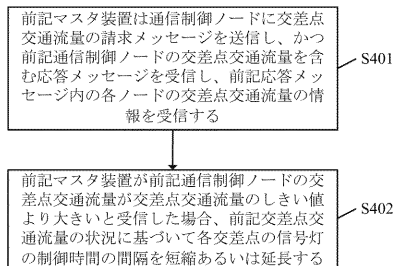 前記マスタ装置は通信制御ノードに交差点
交通流量の請求メッセージを送信し、かつ
前記通信制御ノードの交差点交通流量を含
む応答メッセージを受信し、前記応答メッ
セージ内の各ノードの交差点交通流量の情
報を受信する
S401
前記マスタ装置が前記通信制御ノードの交
差点交通流量が交差点交通流量のしきい値
より大きいと受信した場合、前記交差点交
通流量の状況に基づいて各交差点の信号灯
の制御時間の間隔を短縮あるいは延長する
S402